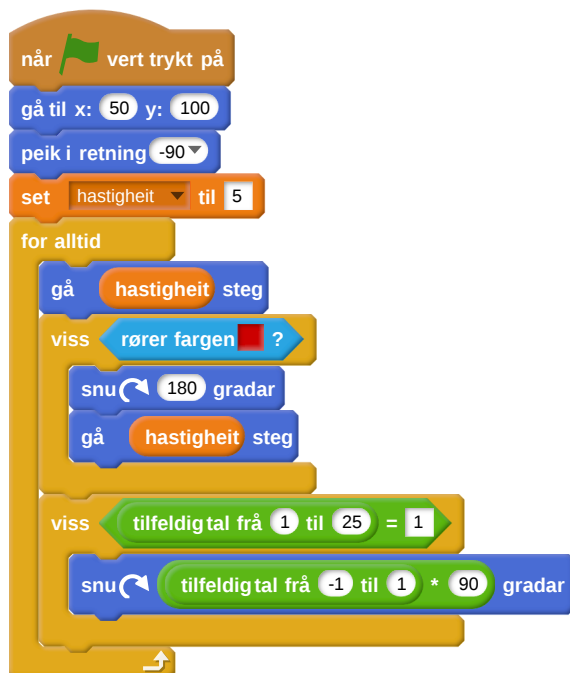 når vert trykt på
gå til x: 50 y: 100
peik i retning -90
set hastigheit til 5
for alltid
gå hastigheit steg
viss rører fargen ?
snu 180 gradar
gå hastigheit steg
viss tilfeldig tal frå 1 til 25 = 1
snu tilfeldig tal frå -1 til 1 * 90 gradar